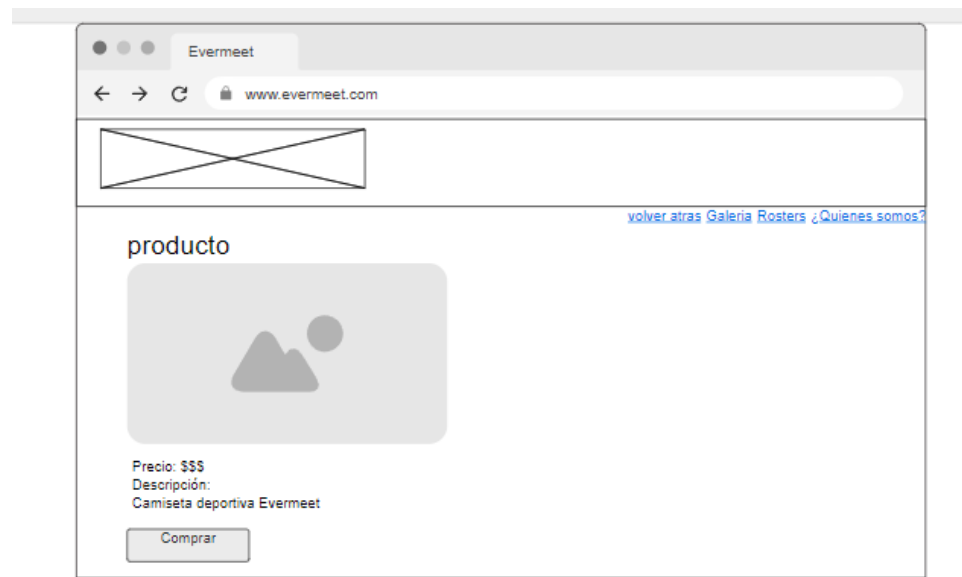 Evermeet
www.evermeet.com
volver atras Galeria Rosters ¿Quienes somos?
producto
Precio: $$$
Descripción:
Camiseta deportiva Evermeet
Comprar